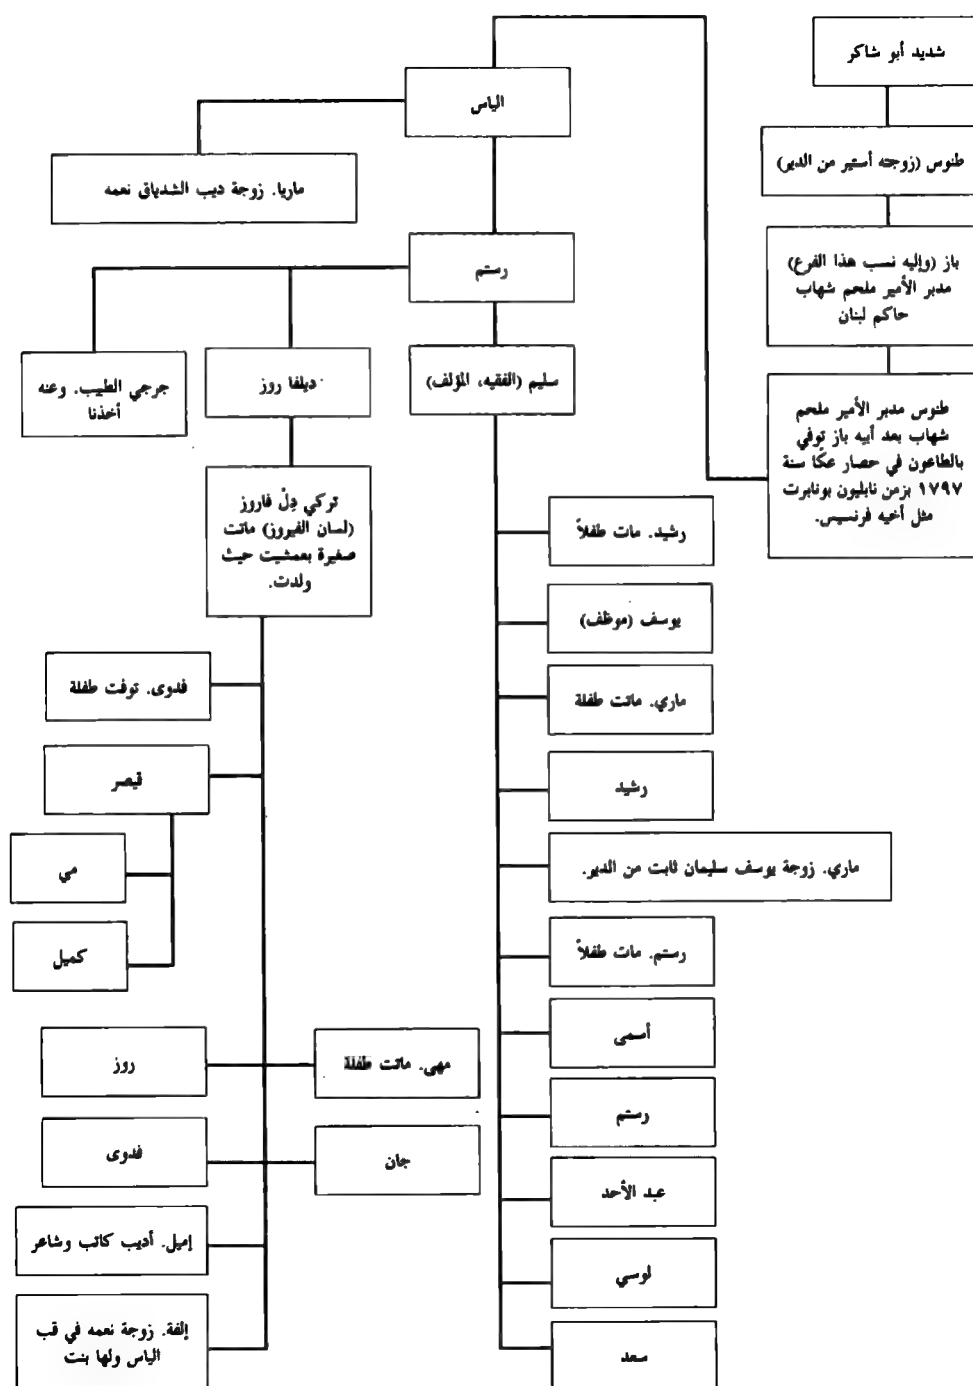 شديد أبو شاكر
طنوس (زوجته أستير من الدير)
باز (وإليه نسب هذا الفرع)
مدبر الأمير ملحم شهاب
حاكم لبنان
طنوس مدبر الأمير ملحم
شهاب بعد أبيه باز توفي
بالطاعون في حصار عكّا سنة
١٧٩٧ بزمن نابليون بونابرت
مثل أخيه فرنسيس.
الياس
ماريا. زوجة ديب الشدياق نعمه
رستم
سليم (الفقيه، المؤلف)
ديلفا روز
جرجي الطيب. وعنه
أخذنا
تركي دِلْ فاروز
(لسان الفيروز) ماتت
صغيرة بعمشيت حيث
ولدت.
رشيد. مات طفلاً
يوسف (موظف)
ماري. ماتت طفلة
رشيد
ماري. زوجة يوسف سليمان ثابت من الدير.
رستم. مات طفلاً
أسمى
رستم
عبد الأحد
لوسي
سعد
فدوى. توفت طفلة
قيصر
مي
كميل
مهى. ماتت طفلة
روز
جان
فدوى
إميل. أديب كاتب وشاعر
إلفة. زوجة نعمه في قب
الياس ولها بنت